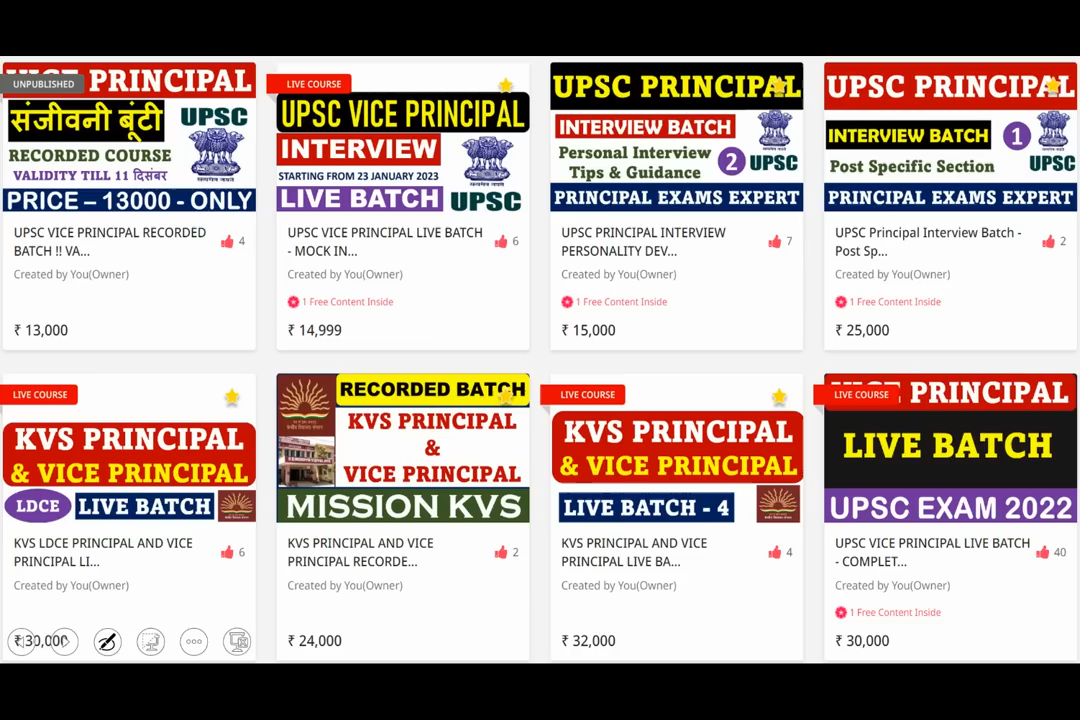 UNPUBLISHED
PRINCIPAL
संजीवनी बूंटी
UPSC
RECORDED COURSE
VALIDITY TILL 11 दिसंबर
PRICE – 13000 - ONLY
UPSC VICE PRINCIPAL RECORDED
BATCH !! VA...
4
Created by You(Owner)
₹ 13,000
LIVE COURSE
UPSC VICE PRINCIPAL
INTERVIEW
STARTING FROM 23 JANUARY 2023
LIVE BATCH
UPSC
UPSC VICE PRINCIPAL LIVE BATCH
- MOCK IN...
6
Created by You(Owner)
1 Free Content Inside
₹ 14,999
UPSC PRINCIPAL
INTERVIEW BATCH
Personal Interview
Tips & Guidance
2
UPSC
PRINCIPAL EXAMS EXPERT
UPSC PRINCIPAL INTERVIEW
PERSONALITY DEV...
7
Created by You(Owner)
1 Free Content Inside
₹ 15,000
UPSC PRINCIPAL
INTERVIEW BATCH
1
Post Specific Section
UPSC
PRINCIPAL EXAMS EXPERT
UPSC Principal Interview Batch -
Post Sp...
2
Created by You(Owner)
1 Free Content Inside
₹ 25,000
LIVE COURSE
KVS PRINCIPAL
& VICE PRINCIPAL
LDCE
LIVE BATCH
KVS LDCE PRINCIPAL AND VICE
PRINCIPAL LI...
6
Created by You(Owner)
₹ 30,000
RECORDED BATCH
KVS PRINCIPAL
&
VICE PRINCIPAL
MISSION KVS
KVS PRINCIPAL AND VICE
PRINCIPAL RECORDE...
2
Created by You(Owner)
₹ 24,000
LIVE COURSE
KVS PRINCIPAL
& VICE PRINCIPAL
LIVE BATCH - 4
KVS PRINCIPAL AND VICE
PRINCIPAL LIVE BA...
4
Created by You(Owner)
₹ 32,000
LIVE COURSE
PRINCIPAL
LIVE BATCH
UPSC EXAM 2022
UPSC VICE PRINCIPAL LIVE BATCH
- COMPLET...
40
Created by You(Owner)
1 Free Content Inside
₹ 30,000